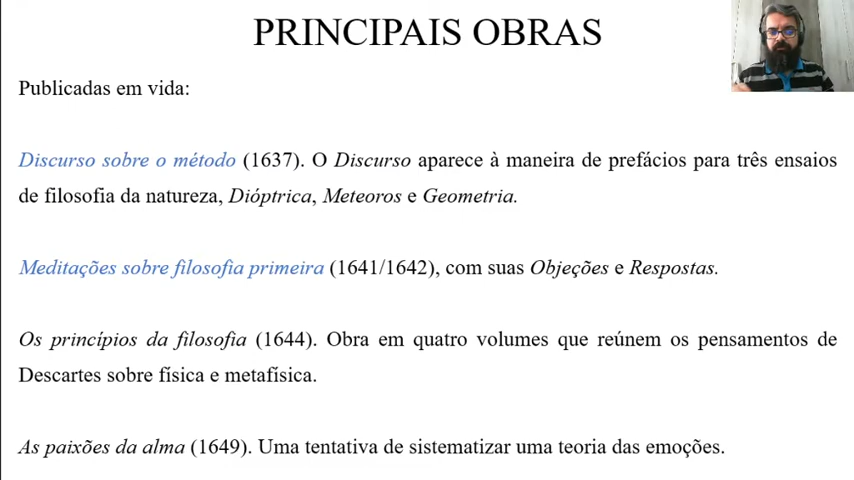 PRINCIPAIS OBRAS
Publicadas em vida:
Discurso sobre o método (1637). O Discurso aparece à maneira de prefácios para três ensaios
de filosofia da natureza, Dióptrica, Meteoros e Geometria.
Meditações sobre filosofia primeira (1641/1642), com suas Objeções e Respostas.
Os princípios da filosofia (1644). Obra em quatro volumes que reúnem os pensamentos de
Descartes sobre física e metafísica.
As paixões da alma (1649). Uma tentativa de sistematizar uma teoria das emoções.